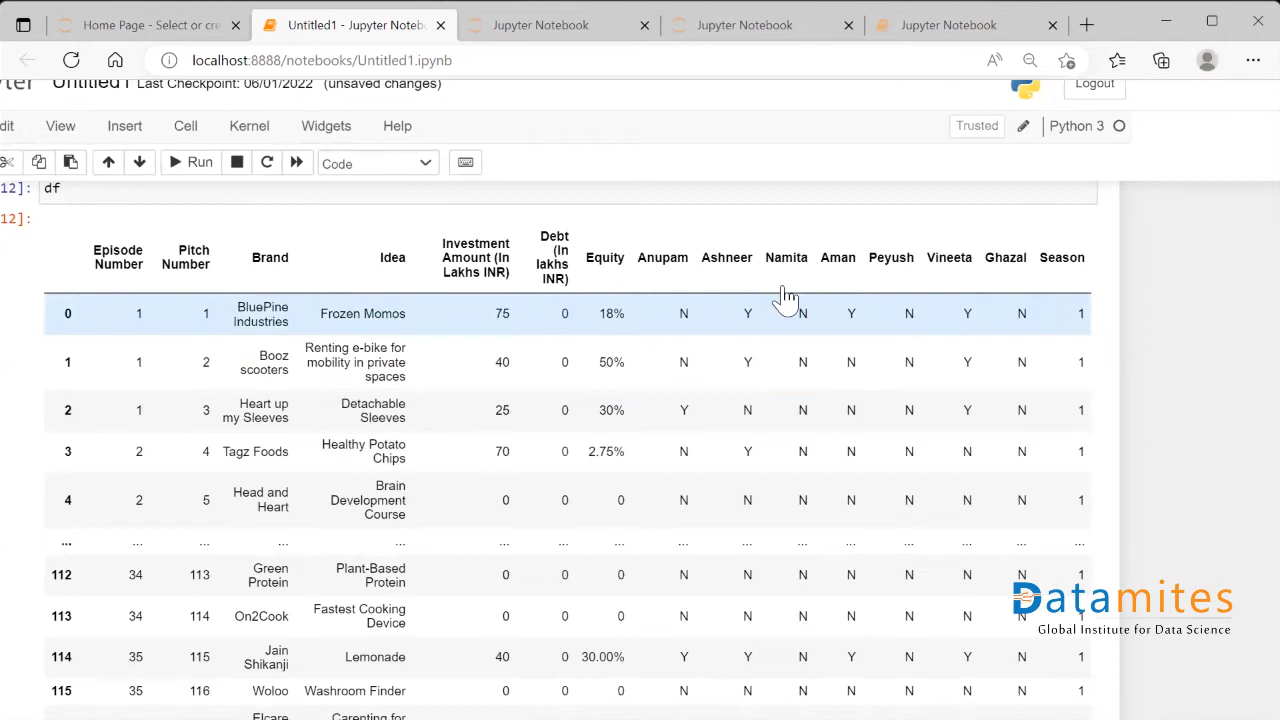 Home Page - Select or cre
Untitled1 - Jupyter Notebo
Jupyter Notebook
Jupyter Notebook
Jupyter Notebook
localhost:8888/notebooks/Untitled1.ipynb
yter Untitled1 Last Checkpoint: 06/01/2022 (unsaved changes)
Logout
dit View Insert Cell Kernel Widgets Help
Trusted
Python 3
Run
Code
12]: df
12]:
Episode Number Pitch Number Brand Idea Investment Amount (In Lakhs INR) Debt (In lakhs INR) Equity Anupam Ashneer Namita Aman Peyush Vineeta Ghazal Season
0 1 1 BluePine Industries Frozen Momos 75 0 18% N Y N Y N Y N 1
1 1 2 Booz scooters Renting e-bike for mobility in private spaces 40 0 50% N Y N N N Y N 1
2 1 3 Heart up my Sleeves Detachable Sleeves 25 0 30% Y N N N N Y N 1
3 2 4 Tagz Foods Healthy Potato Chips 70 0 2.75% N Y N N N N N 1
4 2 5 Head and Heart Brain Development Course 0 0 0 N N N N N N N 1
... ... ... ... ... ... ... ... ... ... ... ... ... ... ... ...
112 34 113 Green Protein Plant-Based Protein 0 0 0 N N N N N N N 1
113 34 114 On2Cook Fastest Cooking Device 0 0 0 N N N N N N N 1
114 35 115 Jain Shikanji Lemonade 40 0 30.00% Y Y N Y N Y N 1
115 35 116 Woloo Washroom Finder 0 0 0 N N N N N N N 1
Elcare Carenting for
Datamites
Global Institute for Data Science